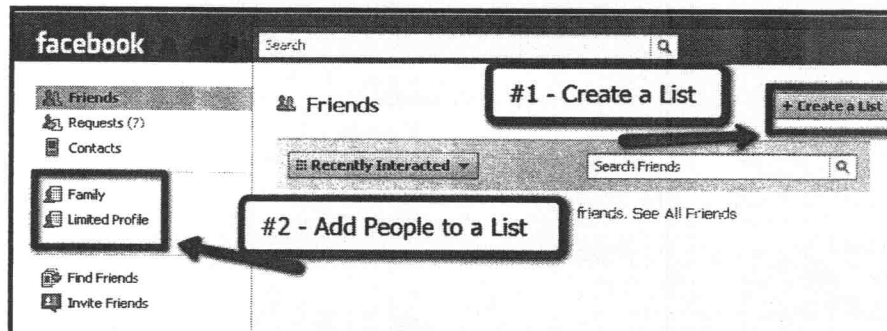 facebook
Search
Friends
Requests (7)
Contacts
Family
Limited Profile
Find Friends
Invite Friends
Friends
#1 - Create a List
+ Create a List
Recently Interacted
Search Friends
#2 - Add People to a List
friends. See All Friends